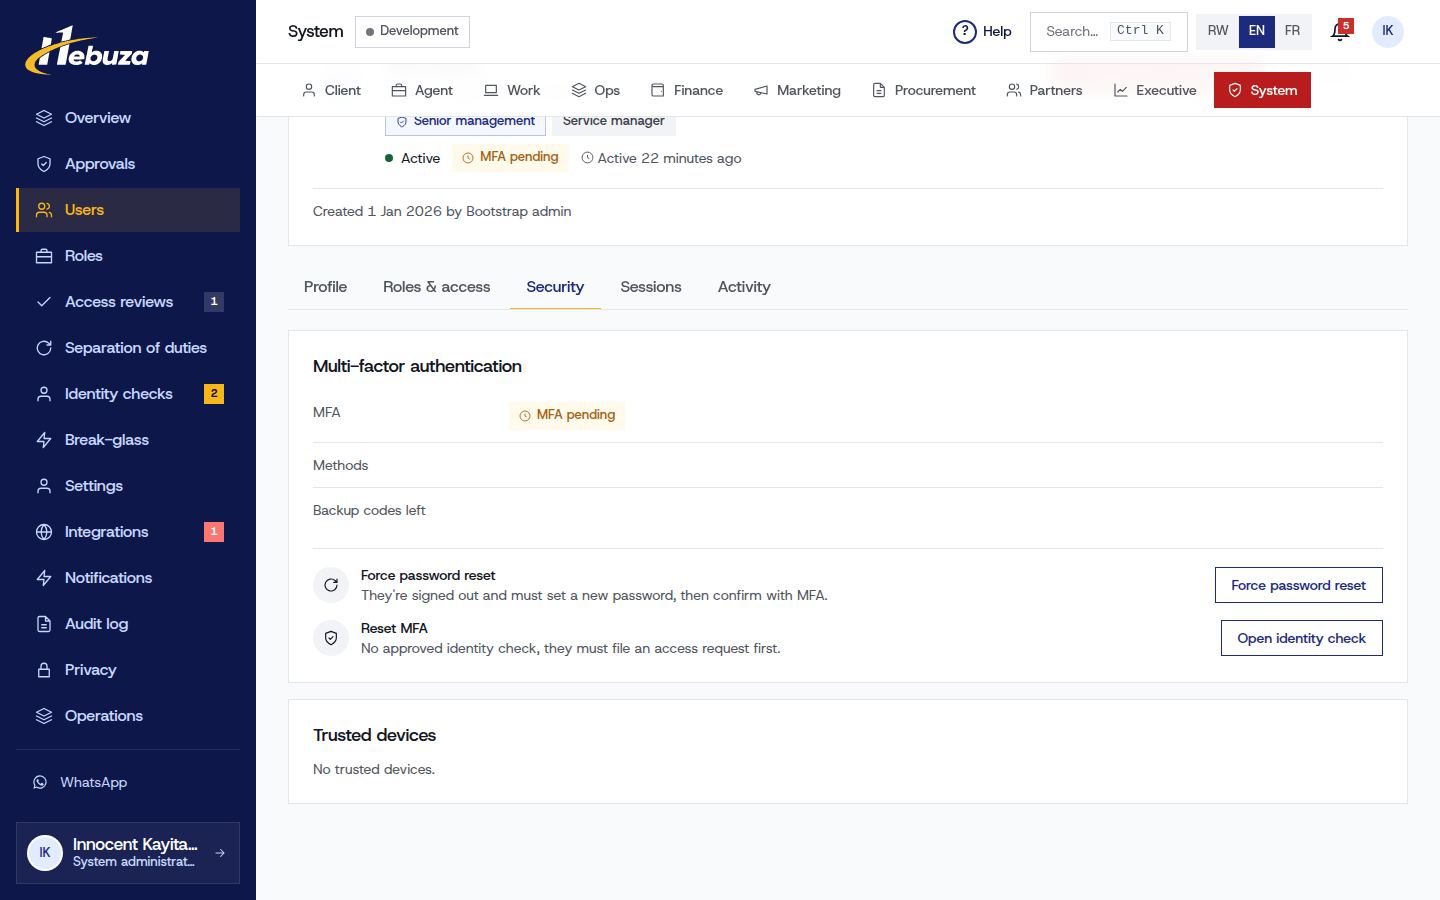 Hebuza
Overview
Approvals
Users
Roles
Access reviews 1
Separation of duties
Identity checks 2
Break-glass
Settings
Integrations 1
Notifications
Audit log
Privacy
Operations
WhatsApp
IK
Innocent Kayita...
System administrat...
System
Development
? Help
Search...
Ctrl K
RW EN FR
5
IK
Client
Agent
Work
Ops
Finance
Marketing
Procurement
Partners
Executive
System
Senior management
Service manager
Active
MFA pending
Active 22 minutes ago
Created 1 Jan 2026 by Bootstrap admin
Profile
Roles & access
Security
Sessions
Activity
Multi-factor authentication
MFA
MFA pending
Methods
Backup codes left
Force password reset
They're signed out and must set a new password, then confirm with MFA.
Force password reset
Reset MFA
No approved identity check, they must file an access request first.
Open identity check
Trusted devices
No trusted devices.